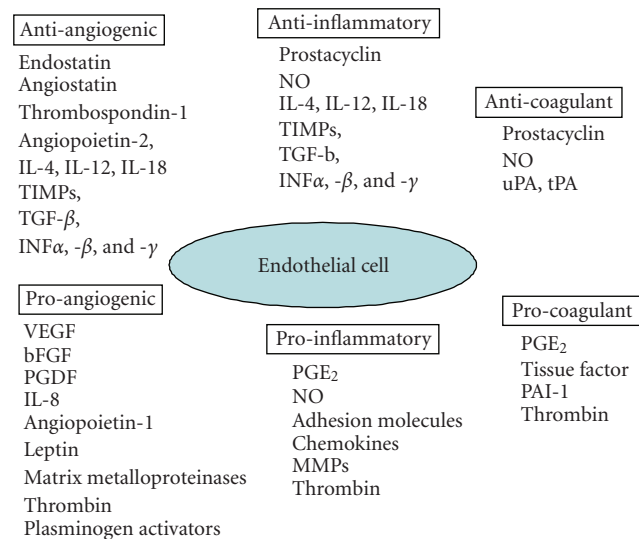 Anti-angiogenic
Endostatin
Angiostatin
Thrombospondin-1
Angiopoietin-2,
IL-4, IL-12, IL-18
TIMPs,
TGF-β,
INFα, -β, and -γ
Anti-inflammatory
Prostacyclin
NO
IL-4, IL-12, IL-18
TIMPs,
TGF-b,
INFα, -β, and -γ
Anti-coagulant
Prostacyclin
NO
uPA, tPA
Endothelial cell
Pro-angiogenic
VEGF
bFGF
PGDF
IL-8
Angiopoietin-1
Leptin
Matrix metalloproteinases
Thrombin
Plasminogen activators
Pro-inflammatory
PGE₂
NO
Adhesion molecules
Chemokines
MMPs
Thrombin
Pro-coagulant
PGE₂
Tissue factor
PAI-1
Thrombin